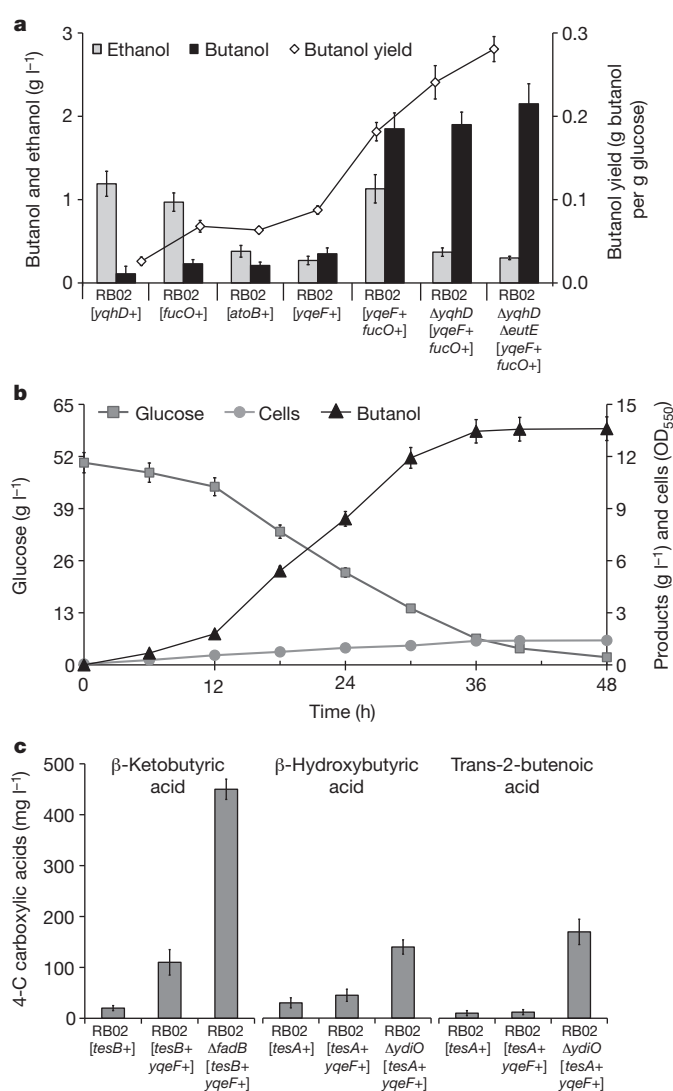 a
Ethanol Butanol Butanol yield
Butanol and ethanol (g l⁻¹)
3
2
1
0
0.3
0.2
0.1
0.0
Butanol yield (g butanol
per g glucose)
RB02
[yqhD+]
RB02
[fucO+]
RB02
[atoB+]
RB02
[yqeF+]
RB02
[yqeF+
fucO+]
RB02
ΔyqhD
[yqeF+
fucO+]
RB02
ΔyqhD
ΔeutE
[yqeF+
fucO+]
b
Glucose Cells Butanol
Glucose (g l⁻¹)
65
52
39
26
13
0
15
12
9
6
3
0
Products (g l⁻¹) and cells (OD₅₅₀)
0 12 24 36 48
Time (h)
c
4-C carboxylic acids (mg l⁻¹)
500
400
300
200
100
0
β-Ketobutyric
acid
β-Hydroxybutyric
acid
Trans-2-butenoic
acid
RB02
[tesB+]
RB02
[tesB+
yqeF+]
RB02
ΔfadB
[tesB+
yqeF+]
RB02
[tesA+]
RB02
[tesA+
yqeF+]
RB02
ΔydiO
[tesA+
yqeF+]
RB02
[tesA+]
RB02
[tesA+
yqeF+]
RB02
ΔydiO
[tesA+
yqeF+]